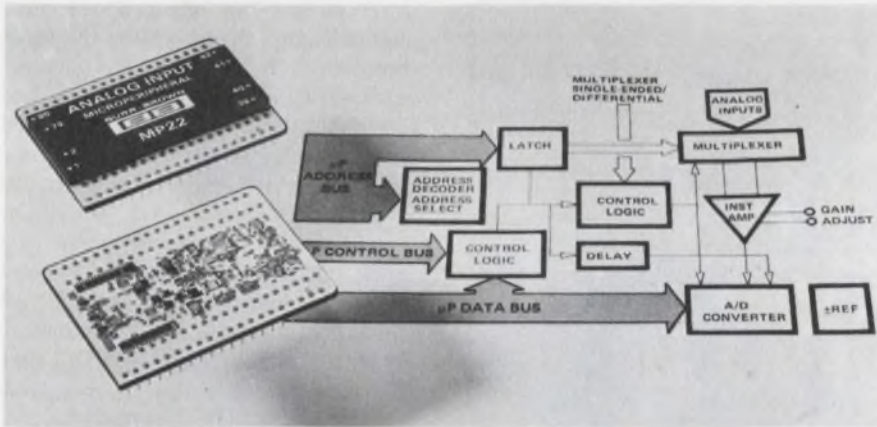 ANALOG INPUT
MICROPERIPHERAL
BURR-BROWN
MP22
MULTIPLEXER
SINGLE-ENDED/
DIFFERENTIAL
ANALOG
INPUTS
μP
ADDRESS
BUS
LATCH
MULTIPLEXER
ADDRESS
DECODER
ADDRESS
SELECT
CONTROL
LOGIC
INST
AMP
GAIN
ADJUST
P CONTROL BUS
CONTROL
LOGIC
DELAY
μP DATA BUS
A/D
CONVERTER
±REF